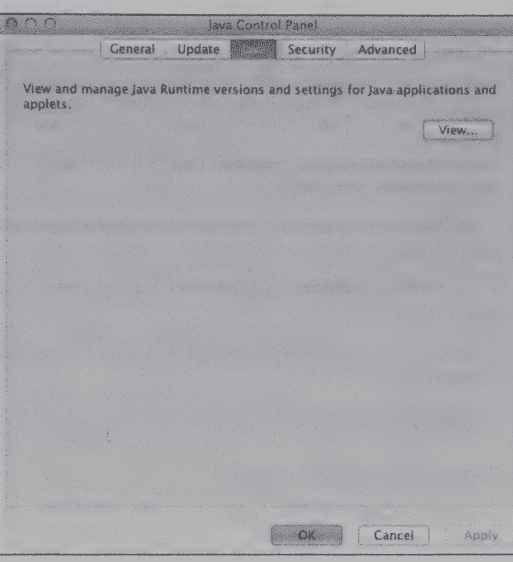 Java Control Panel
General Update Security Advanced
View and manage Java Runtime versions and settings for Java applications and
applets.
View...
OK Cancel Apply